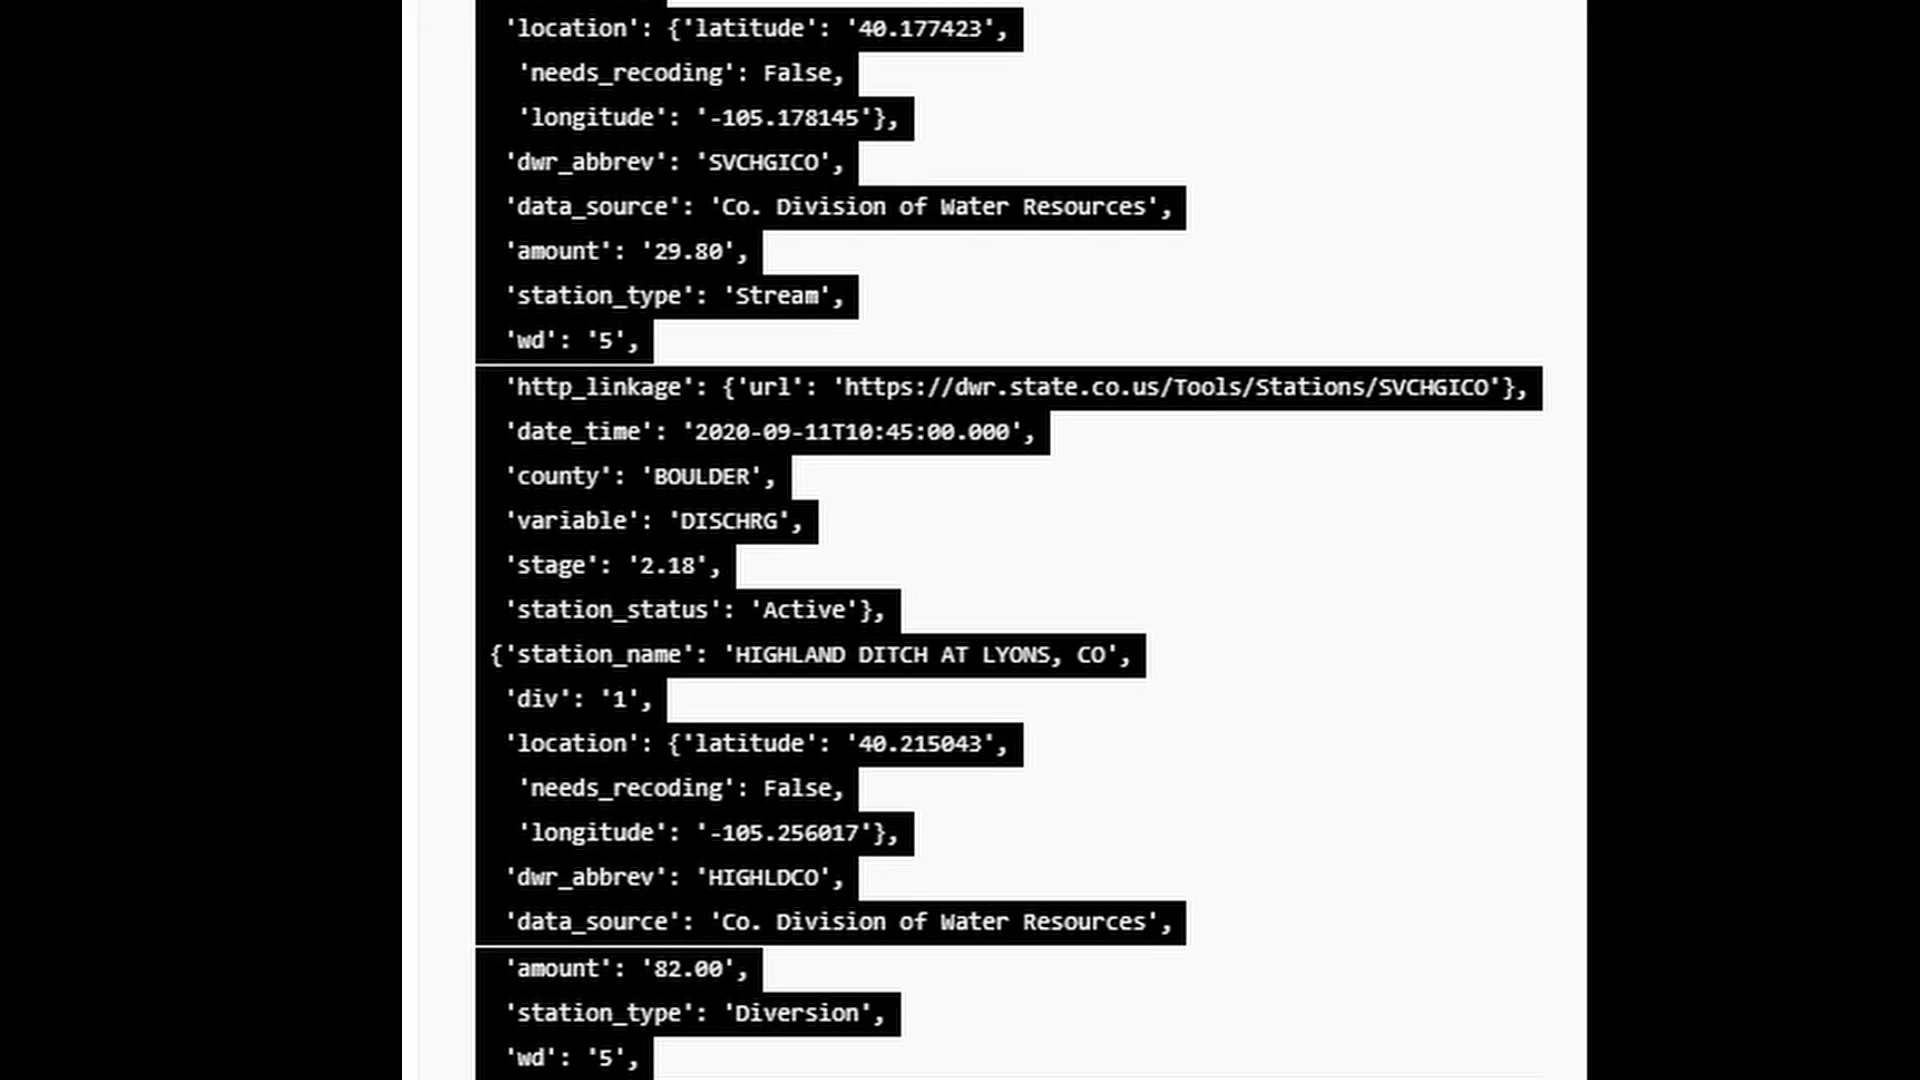 'location': {'latitude': '40.177423',
'needs_recoding': False,
'longitude': '-105.178145'},
'dwr_abbrev': 'SVCHGICO',
'data_source': 'Co. Division of Water Resources',
'amount': '29.80',
'station_type': 'Stream',
'wd': '5',
'http_linkage': {'url': 'https://dwr.state.co.us/Tools/Stations/SVCHGICO'},
'date_time': '2020-09-11T10:45:00.000',
'county': 'BOULDER',
'variable': 'DISCHRG',
'stage': '2.18',
'station_status': 'Active'},
{'station_name': 'HIGHLAND DITCH AT LYONS, CO',
'div': '1',
'location': {'latitude': '40.215043',
'needs_recoding': False,
'longitude': '-105.256017'},
'dwr_abbrev': 'HIGHLDCO',
'data_source': 'Co. Division of Water Resources',
'amount': '82.00',
'station_type': 'Diversion',
'wd': '5',